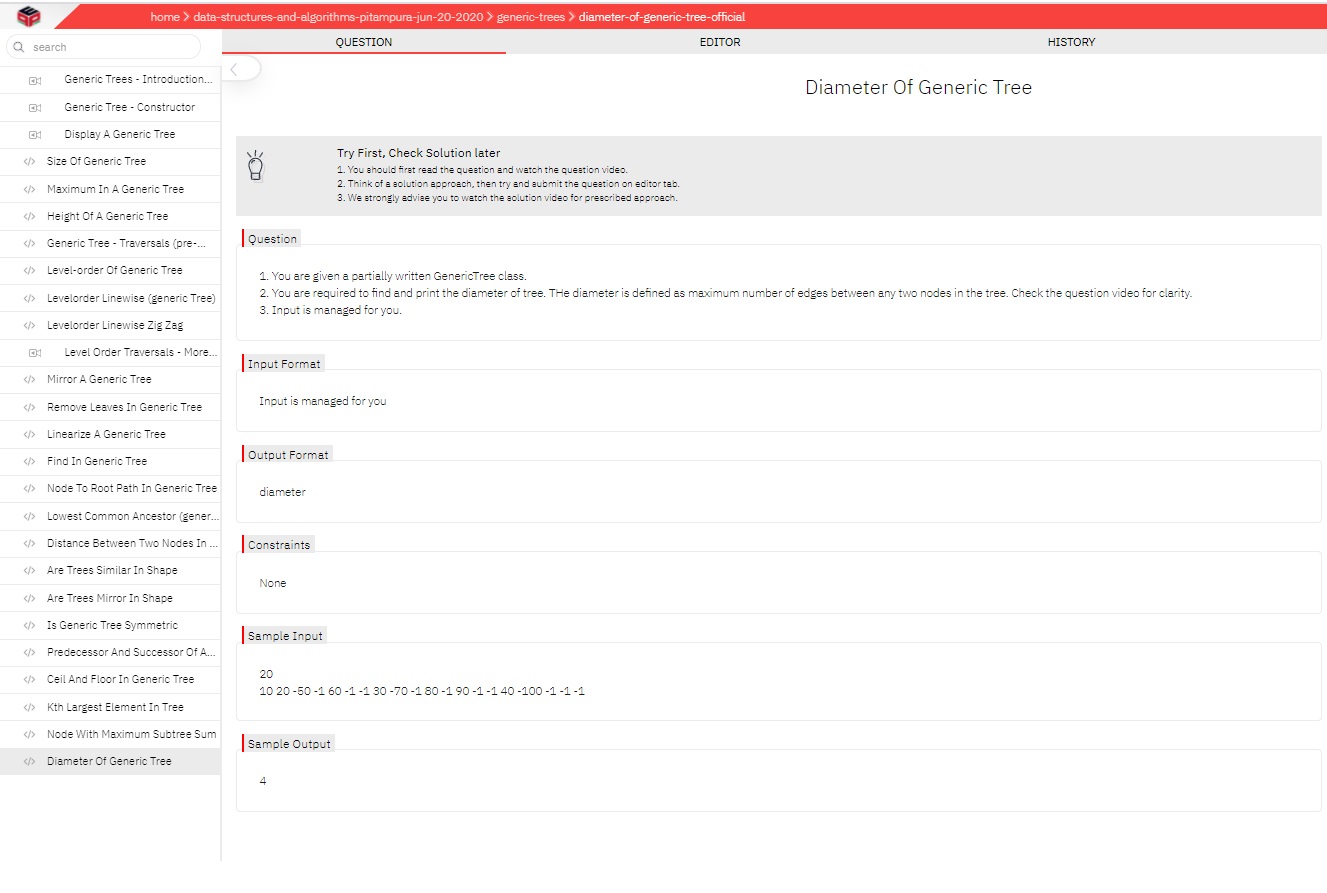 home > data-structures-and-algorithms-pitampura-jun-20-2020 > generic-trees > diameter-of-generic-tree-official
search
QUESTION EDITOR HISTORY
Generic Trees - Introduction...
Generic Tree - Constructor
Display A Generic Tree
Size Of Generic Tree
Maximum In A Generic Tree
Height Of A Generic Tree
Generic Tree - Traversals (pre-...
Level-order Of Generic Tree
Levelorder Linewise (generic Tree)
Levelorder Linewise Zig Zag
Level Order Traversals - More...
Mirror A Generic Tree
Remove Leaves In Generic Tree
Linearize A Generic Tree
Find In Generic Tree
Node To Root Path In Generic Tree
Lowest Common Ancestor (gener...
Distance Between Two Nodes In ...
Are Trees Similar In Shape
Are Trees Mirror In Shape
Is Generic Tree Symmetric
Predecessor And Successor Of A...
Ceil And Floor In Generic Tree
Kth Largest Element In Tree
Node With Maximum Subtree Sum
Diameter Of Generic Tree
Diameter Of Generic Tree
Try First, Check Solution later
1. You should first read the question and watch the question video.
2. Think of a solution approach, then try and submit the question on editor tab.
3. We strongly advise you to watch the solution video for prescribed approach.
Question
1. You are given a partially written GenericTree class.
2. You are required to find and print the diameter of tree. THe diameter is defined as maximum number of edges between any two nodes in the tree. Check the question video for clarity.
3. Input is managed for you.
Input Format
Input is managed for you
Output Format
diameter
Constraints
None
Sample Input
20
10 20 -50 -1 60 -1 -1 30 -70 -1 80 -1 90 -1 -1 40 -100 -1 -1 -1
Sample Output
4